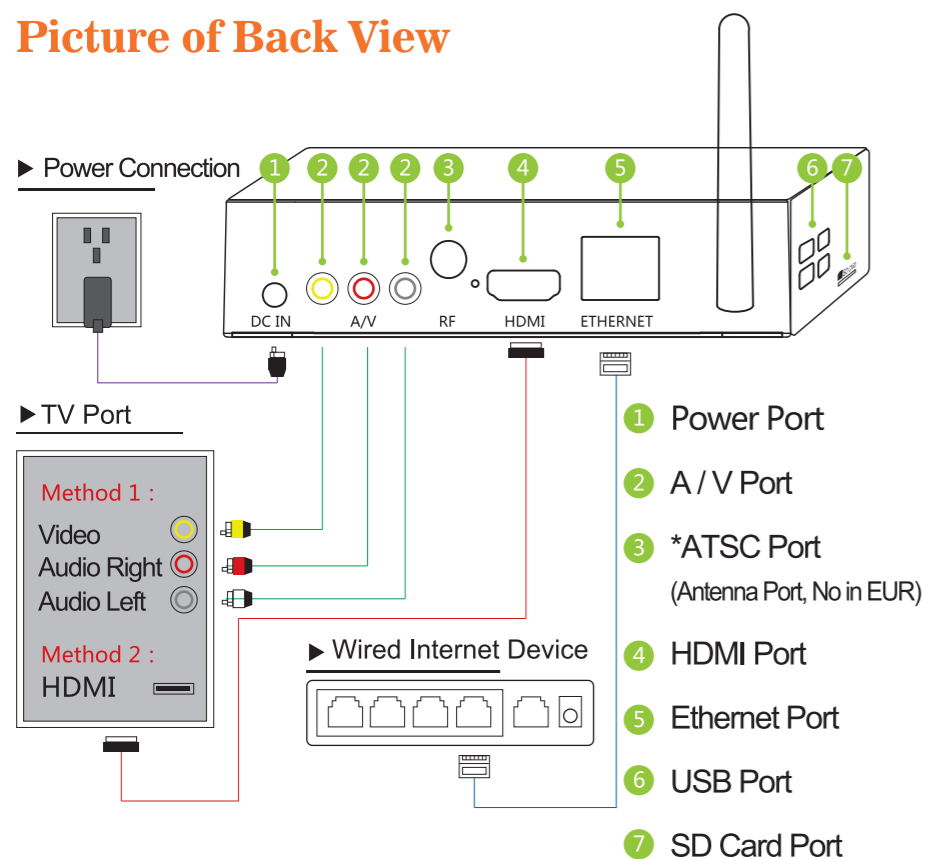 Picture of Back View
▶ Power Connection
1 2 2 2 3 4 5 6 7
DC IN A/V RF HDMI ETHERNET
▶ TV Port
Method 1 :
Video
Audio Right
Audio Left
Method 2 :
HDMI
▶ Wired Internet Device
1 Power Port
2 A / V Port
3 *ATSC Port
(Antenna Port, No in EUR)
4 HDMI Port
5 Ethernet Port
6 USB Port
7 SD Card Port